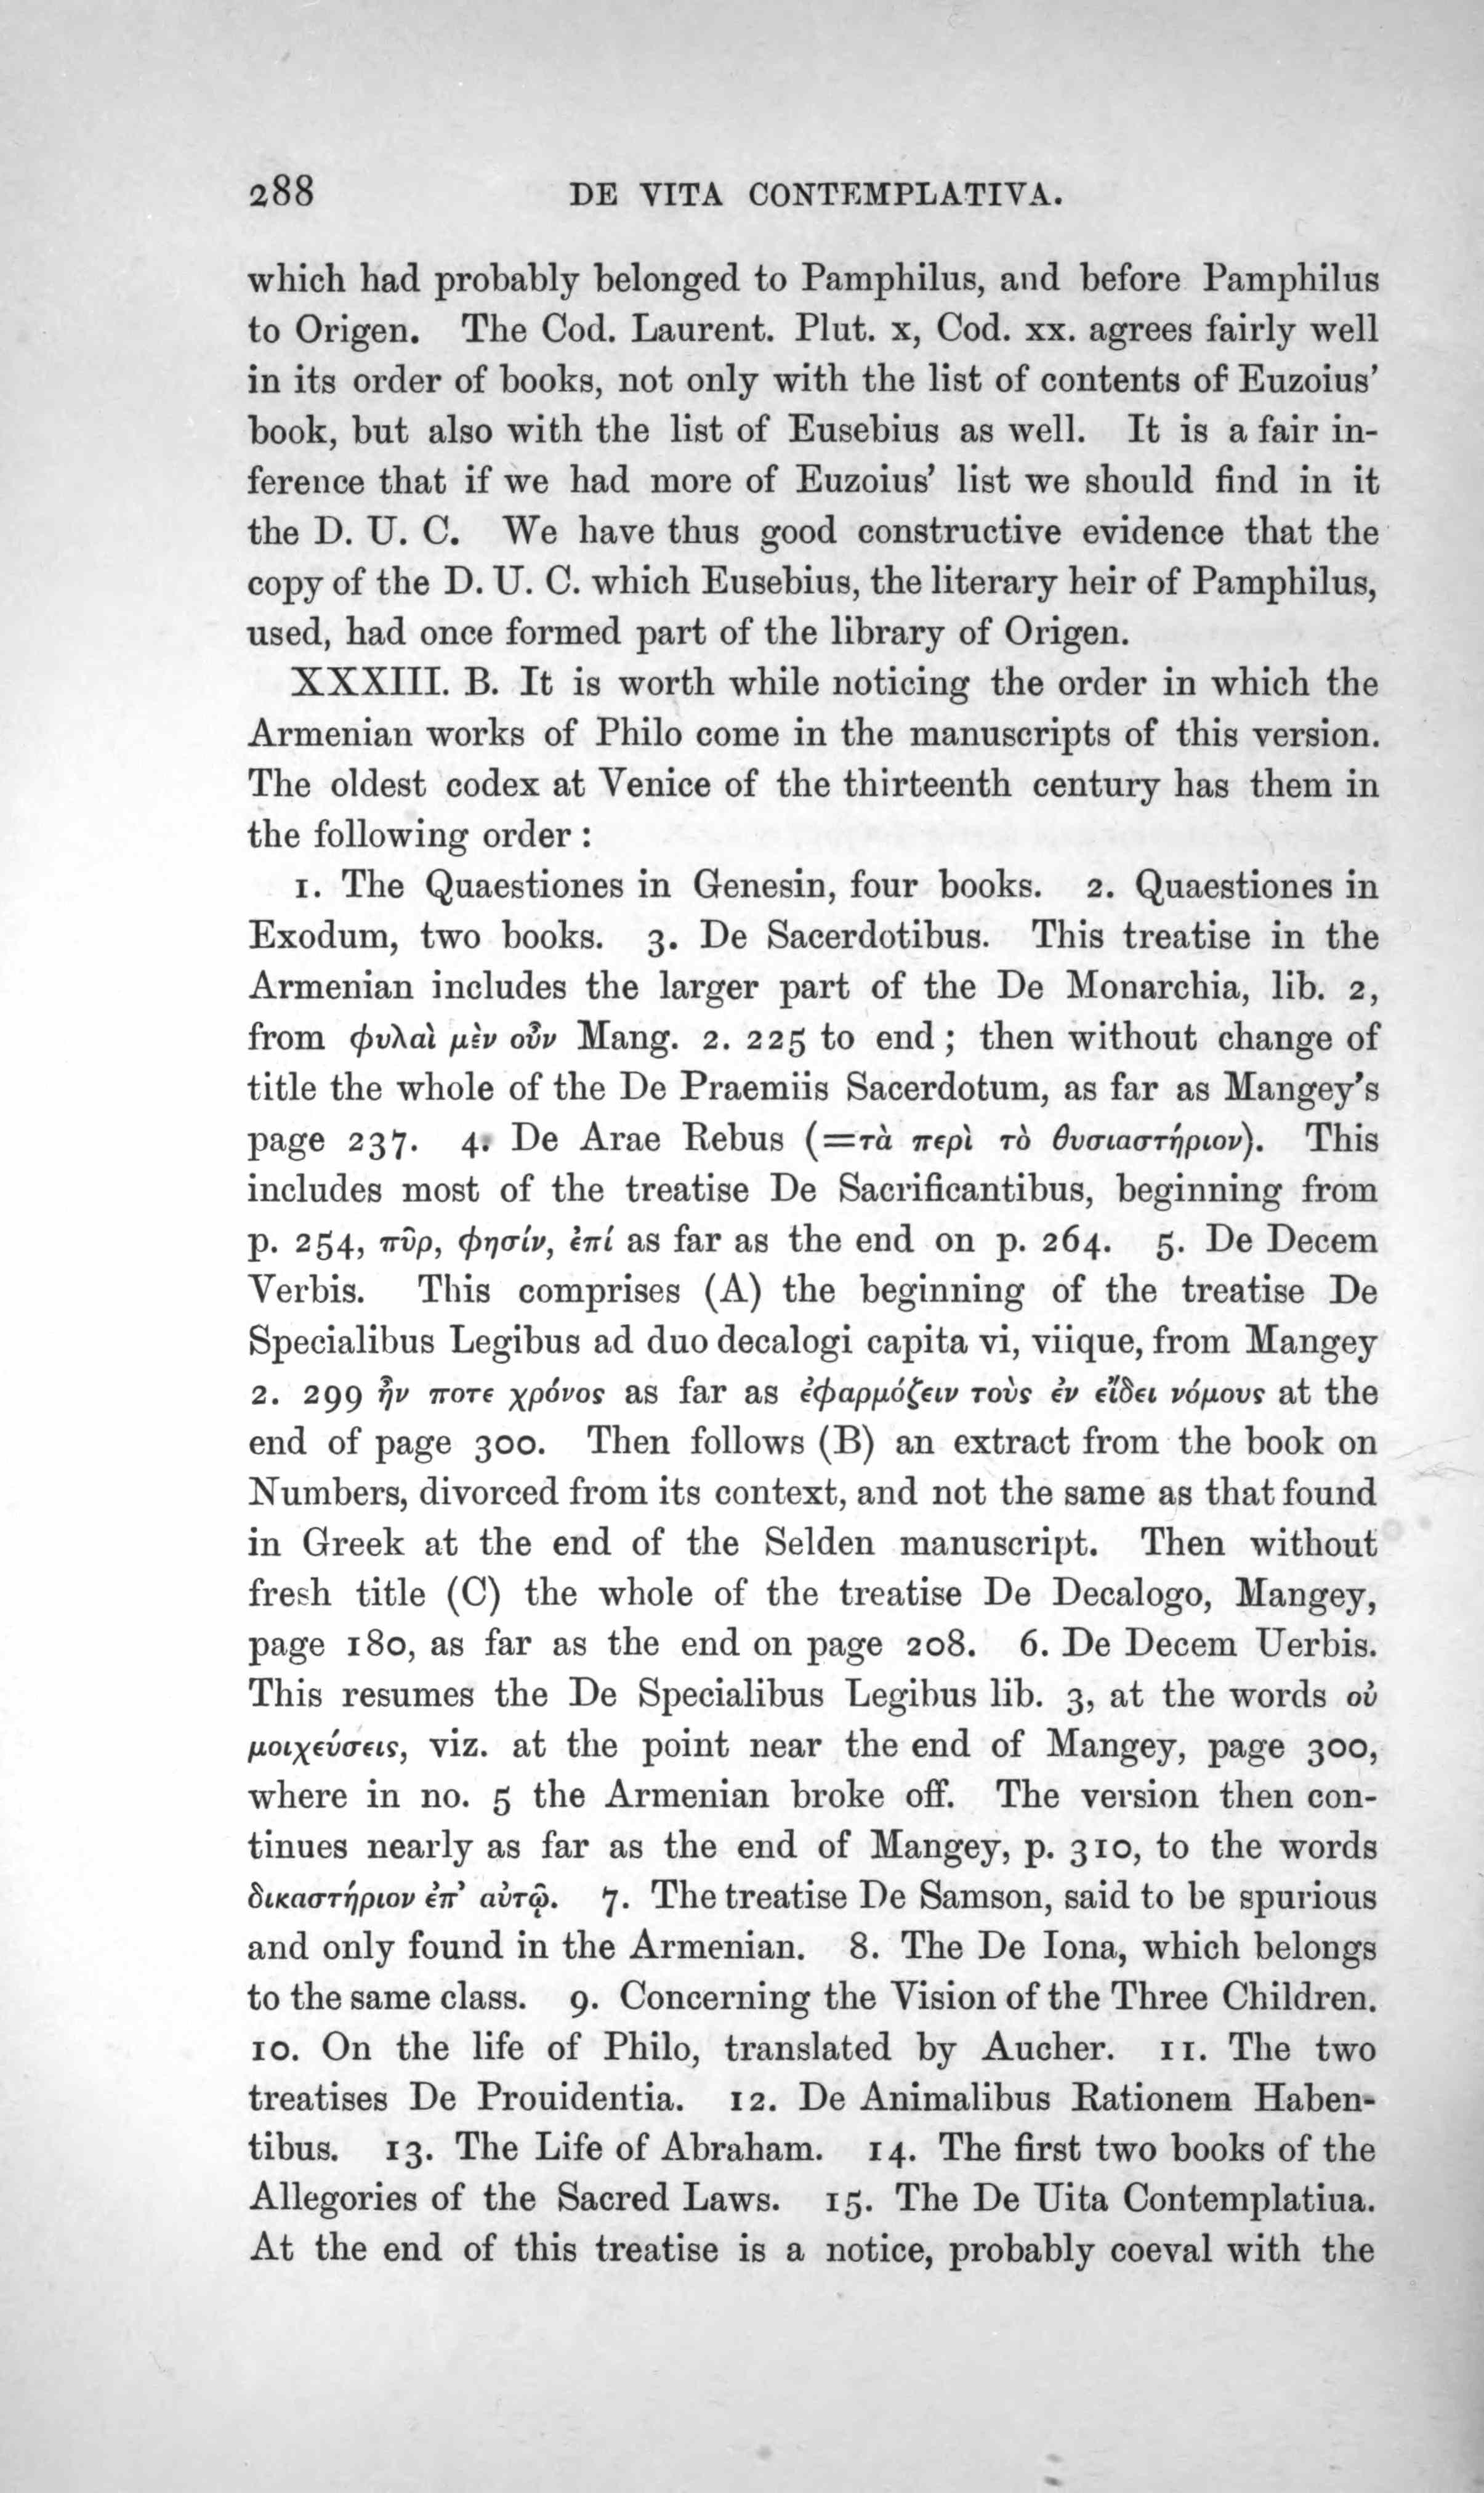 288 DE VITA CONTEMPLATIVA.
which had probably belonged to Pamphilus, and before Pamphilus
to Origen. The Cod. Laurent. Plut. x, Cod. xx. agrees fairly well
in its order of books, not only with the list of contents of Euzoius'
book, but also with the list of Eusebius as well. It is a fair in-
ference that if we had more of Euzoius' list we should find in it
the D. U. C. We have thus good constructive evidence that the
copy of the D. U. C. which Eusebius, the literary heir of Pamphilus,
used, had once formed part of the library of Origen.
XXXIII. B. It is worth while noticing the order in which the
Armenian works of Philo come in the manuscripts of this version.
The oldest codex at Venice of the thirteenth century has them in
the following order :
1. The Quaestiones in Genesin, four books. 2. Quaestiones in
Exodum, two books. 3. De Sacerdotibus. This treatise in the
Armenian includes the larger part of the De Monarchia, lib. 2,
from φυλαὶ μὲν οὖν Mang. 2. 225 to end ; then without change of
title the whole of the De Praemiis Sacerdotum, as far as Mangey's
page 237. 4. De Arae Rebus (=τὰ περὶ τὸ θυσιαστήριον). This
includes most of the treatise De Sacrificantibus, beginning from
p. 254, πῦρ, φησίν, ἐπί as far as the end on p. 264. 5. De Decem
Verbis. This comprises (A) the beginning of the treatise De
Specialibus Legibus ad duo decalogi capita vi, viique, from Mangey
2. 299 ἦν ποτε χρόνος as far as ἐφαρμόζειν τοὺς ἐν εἴδει νόμους at the
end of page 300. Then follows (B) an extract from the book on
Numbers, divorced from its context, and not the same as that found
in Greek at the end of the Selden manuscript. Then without
fresh title (C) the whole of the treatise De Decalogo, Mangey,
page 180, as far as the end on page 208. 6. De Decem Uerbis.
This resumes the De Specialibus Legibus lib. 3, at the words οὐ
μοιχεύσεις, viz. at the point near the end of Mangey, page 300,
where in no. 5 the Armenian broke off. The version then con-
tinues nearly as far as the end of Mangey, p. 310, to the words
δικαστήριον ἐπ' αὐτῷ. 7. The treatise De Samson, said to be spurious
and only found in the Armenian. 8. The De Iona, which belongs
to the same class. 9. Concerning the Vision of the Three Children.
10. On the life of Philo, translated by Aucher. 11. The two
treatises De Prouidentia. 12. De Animalibus Rationem Haben-
tibus. 13. The Life of Abraham. 14. The first two books of the
Allegories of the Sacred Laws. 15. The De Uita Contemplatiua.
At the end of this treatise is a notice, probably coeval with the